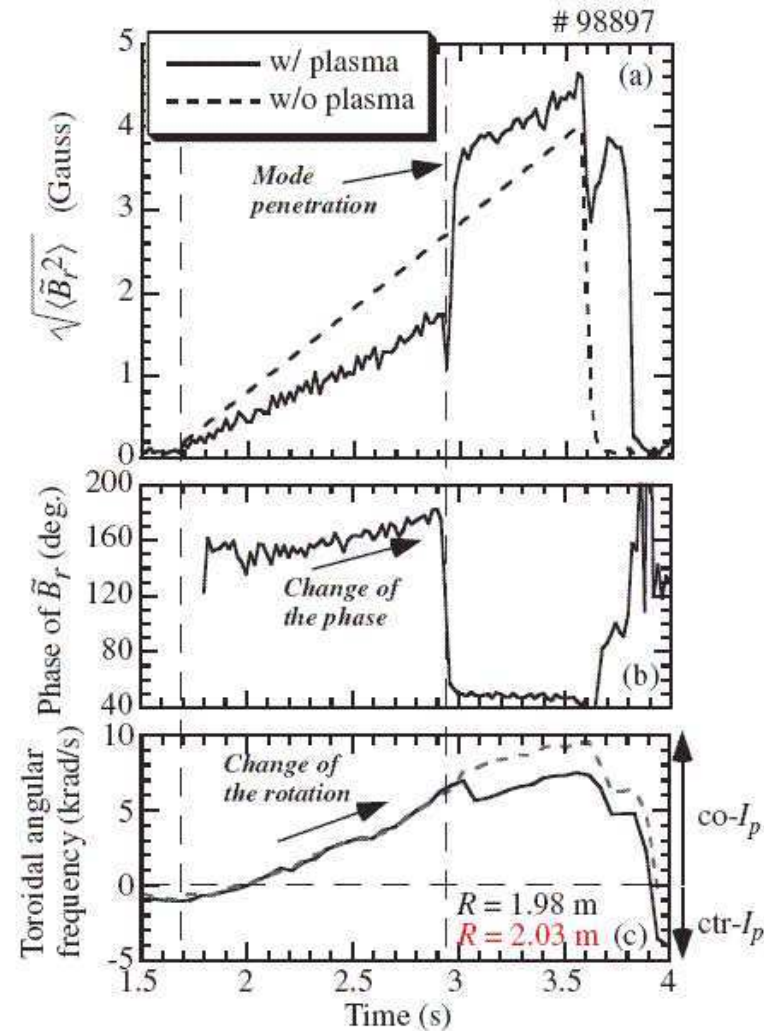 # 98897
5
w/ plasma
w/o plasma
(a)
4
Mode
penetration
3
2
1
0
√⟨B̃r²⟩ (Gauss)
200
160
120
80
40
Phase of B̃r (deg.)
Change of
the phase
(b)
10
5
0
-5
Toroidal angular
frequency (krad/s)
Change of
the rotation
co-Ip
R = 1.98 m
R = 2.03 m (c)
ctr-Ip
1.5 2 2.5 3 3.5 4
Time (s)